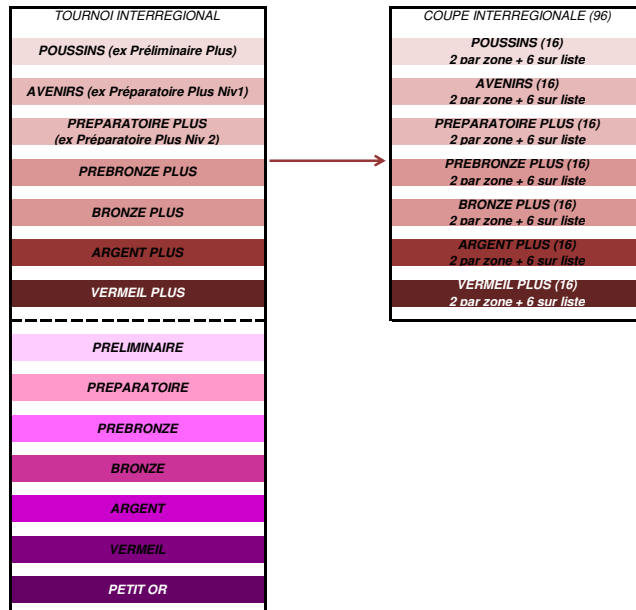 TOURNOI INTERREGIONAL
POUSSINS (ex Préliminaire Plus)
AVENIRS (ex Préparatoire Plus Niv1)
PREPARATOIRE PLUS
(ex Préparatoire Plus Niv 2)
PREBRONZE PLUS
BRONZE PLUS
ARGENT PLUS
VERMEIL PLUS
PRELIMINAIRE
PREPARATOIRE
PREBRONZE
BRONZE
ARGENT
VERMEIL
PETIT OR
COUPE INTERREGIONALE (96)
POUSSINS (16)
2 par zone + 6 sur liste
AVENIRS (16)
2 par zone + 6 sur liste
PREPARATOIRE PLUS (16)
2 par zone + 6 sur liste
PREBRONZE PLUS (16)
2 par zone + 6 sur liste
BRONZE PLUS (16)
2 par zone + 6 sur liste
ARGENT PLUS (16)
2 par zone + 6 sur liste
VERMEIL PLUS (16)
2 par zone + 6 sur liste